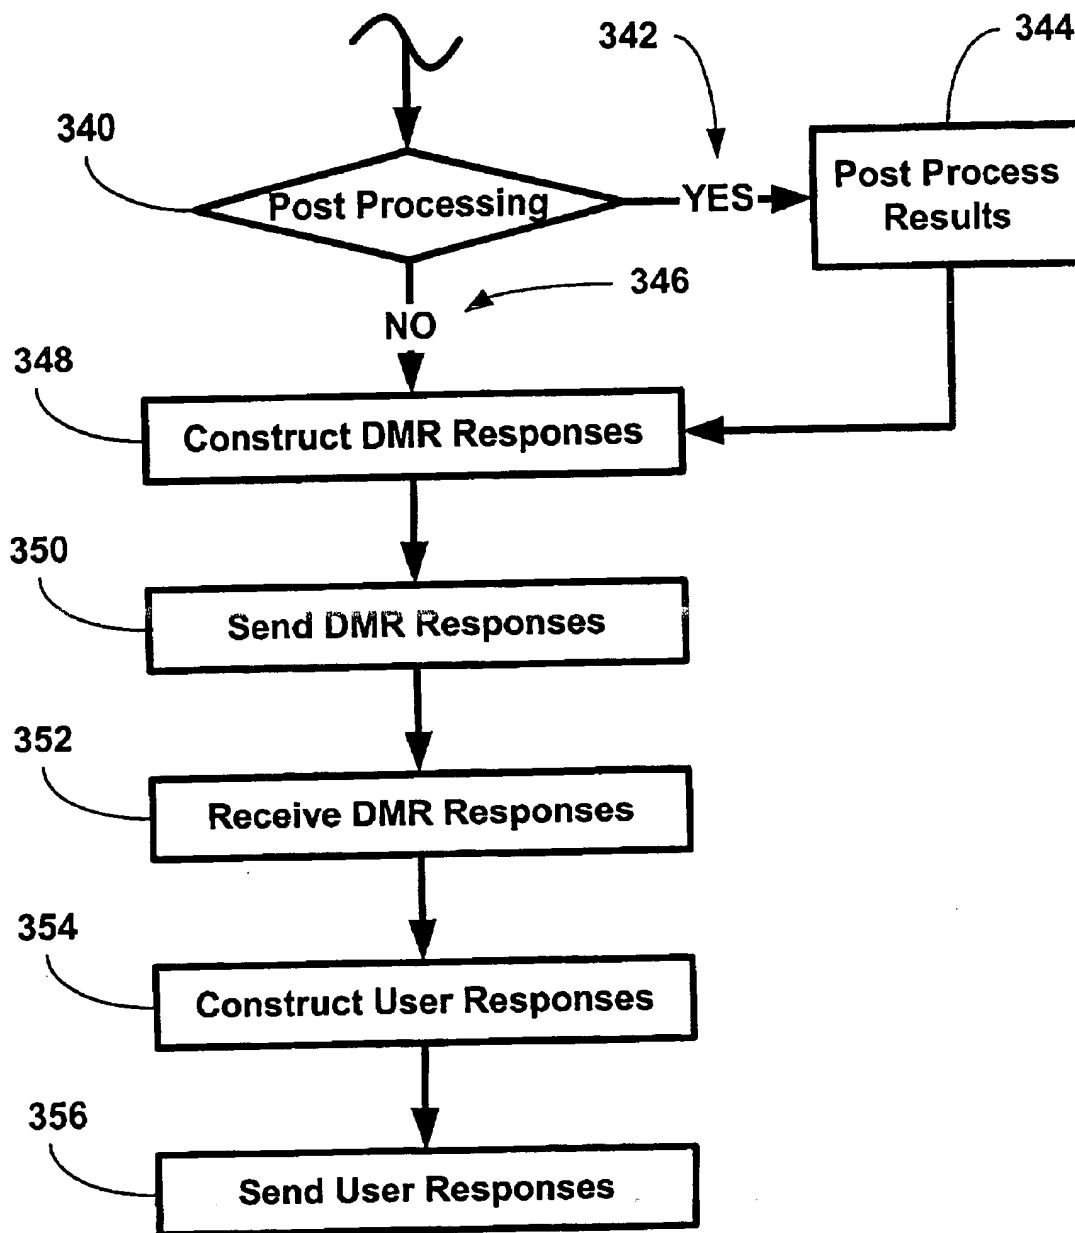 342
344
340
Post Processing
YES
Post Process
Results
346
NO
348
Construct DMR Responses
350
Send DMR Responses
352
Receive DMR Responses
354
Construct User Responses
356
Send User Responses